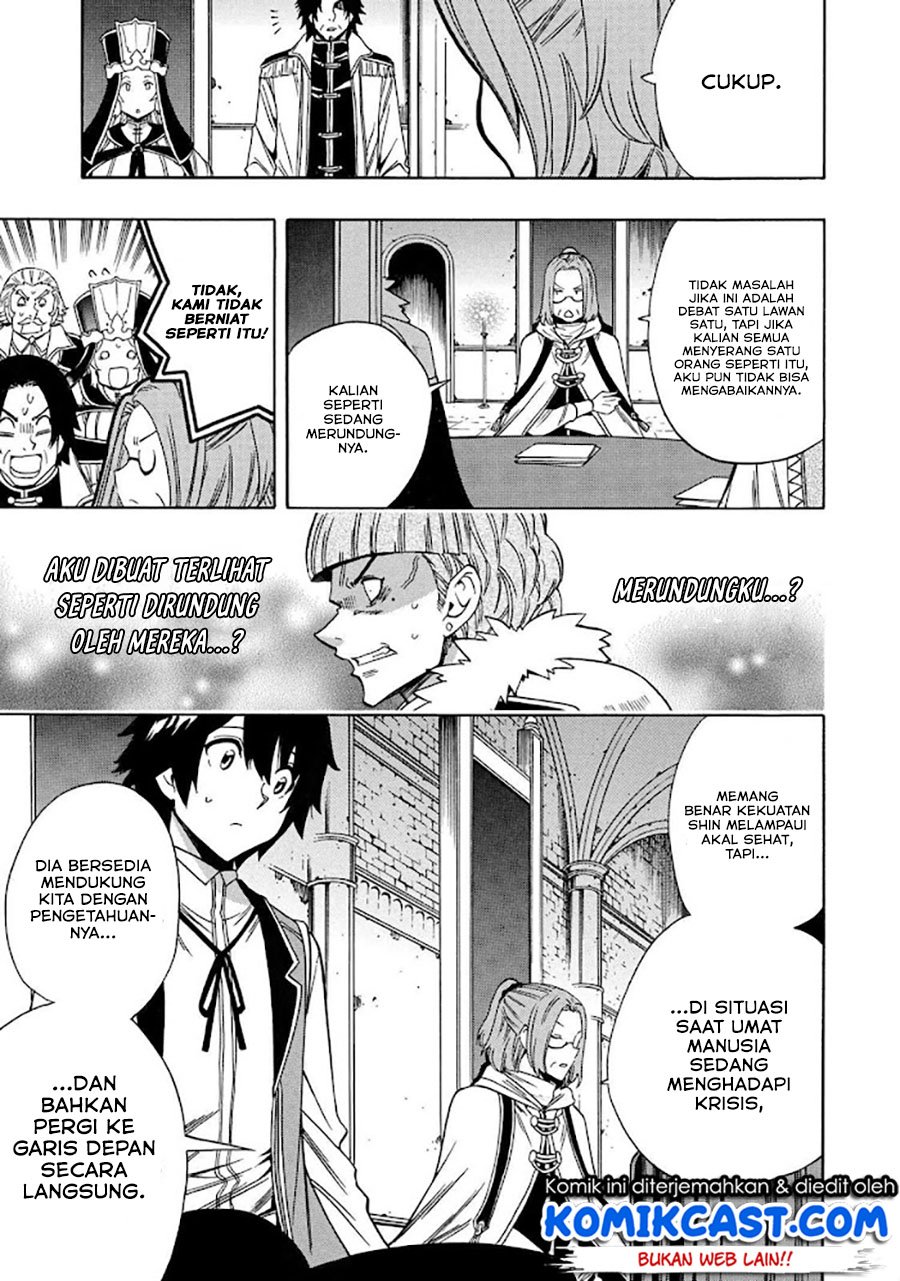 CUKUP.
TIDAK MASALAH
JIKA INI ADALAH
DEBAT SATU LAWAN
SATU, TAPI JIKA
KALIAN SEMUA
MENYERANG SATU
ORANG SEPERTI ITU,
AKU PUN TIDAK BISA
MENGABAIKANNYA.
KALIAN
SEPERTI
SEDANG
MERUNDUNG-
NYA.
TIDAK,
KAMI TIDAK
BERNIAT
SEPERTI ITU!
MERUNDUNGKU...?
AKU DIBUAT TERLIHAT
SEPERTI DIRUNDUNG
OLEH MEREKA...?
MEMANG
BENAR KEKUATAN
SHIN MELAMPAUI
AKAL SEHAT,
TAPI...
...DI SITUASI
SAAT UMAT
MANUSIA
SEDANG
MENGHADAPI
KRISIS,
DIA BERSEDIA
MENDUKUNG
KITA DENGAN
PENGETAHUAN-
NYA...
...DAN
BAHKAN
PERGI KE
GARIS DEPAN
SECARA
LANGSUNG.
Komik ini diterjemahkan & diedit oleh
KOMIKCAST.COM
BUKAN WEB LAIN!!